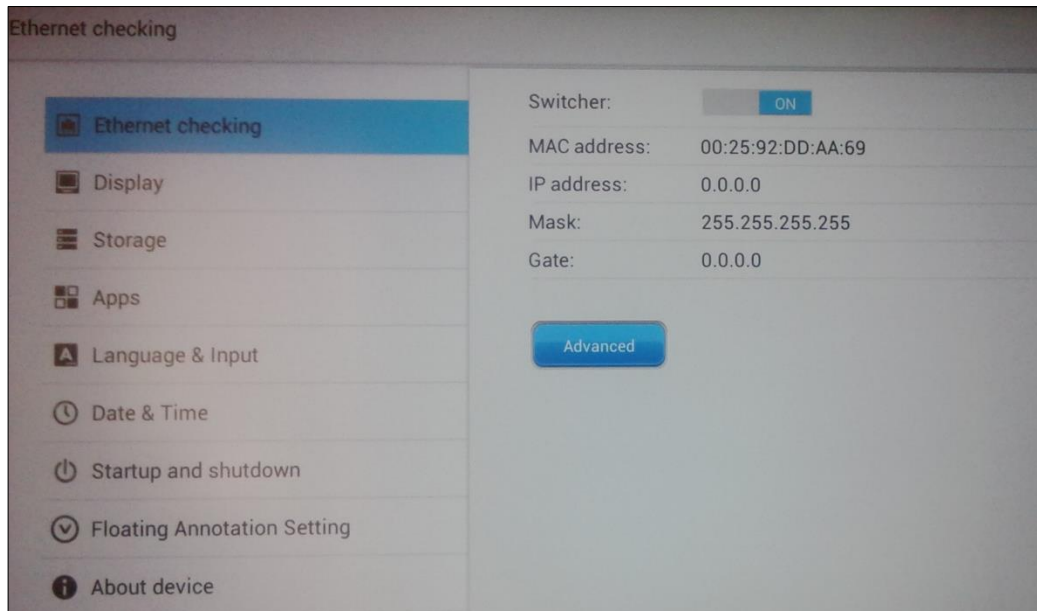 Ethernet checking
Ethernet checking
Display
Storage
Apps
Language & Input
Date & Time
Startup and shutdown
Floating Annotation Setting
About device
Switcher: ON
MAC address: 00:25:92:DD:AA:69
IP address: 0.0.0.0
Mask: 255.255.255.255
Gate: 0.0.0.0
Advanced